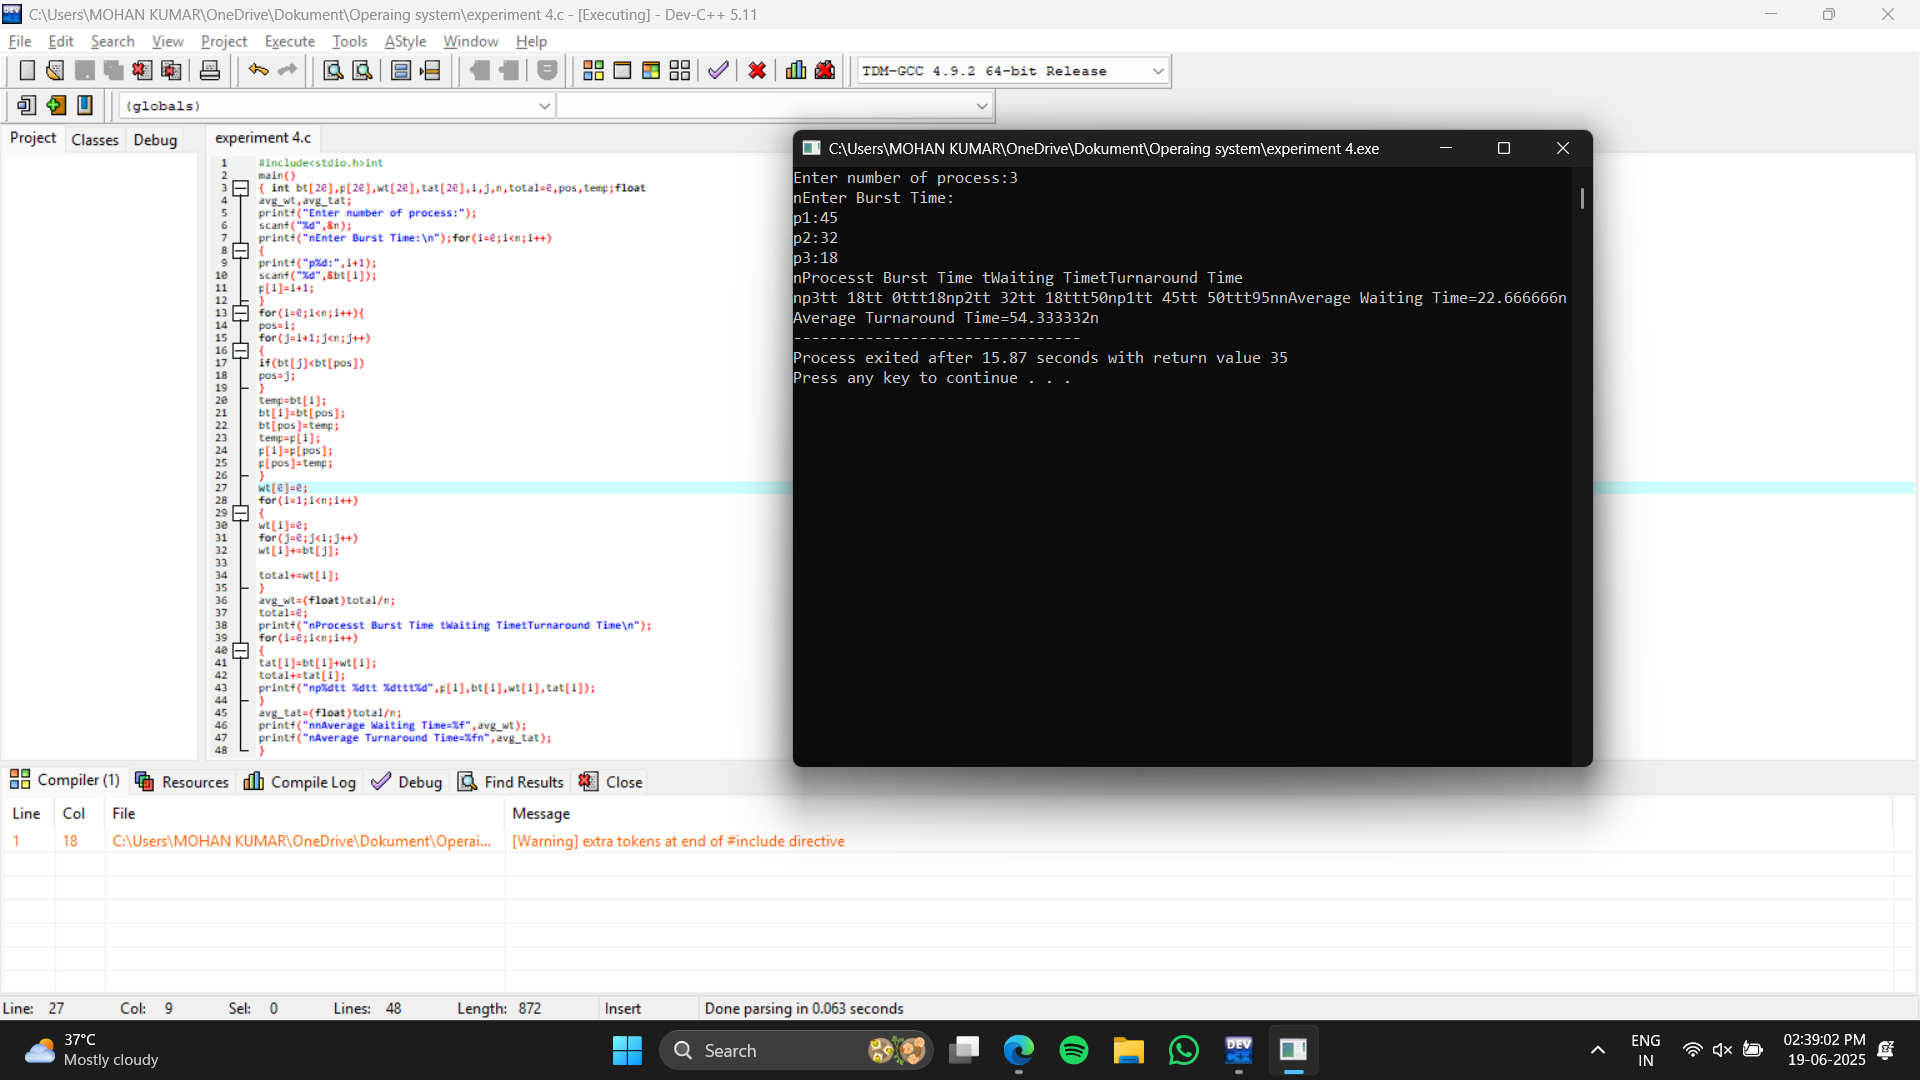 C:\Users\MOHAN KUMAR\OneDrive\Dokument\Operaing system\experiment 4.c - [Executing] - Dev-C++ 5.11
File Edit Search View Project Execute Tools AStyle Window Help
TDM-GCC 4.9.2 64-bit Release
(globals)
Project Classes Debug
experiment 4.c
1 #include<stdio.h>int
2 main()
3 { int bt[20],p[20],wt[20],tat[20],i,j,n,total=0,pos,temp;float
4 avg_wt,avg_tat;
5 printf("Enter number of process:");
6 scanf("%d",&n);
7 printf("nEnter Burst Time:\n");for(i=0;i<n;i++)
8 {
9 printf("p%d:",i+1);
10 scanf("%d",&bt[i]);
11 p[i]=i+1;
12 }
13 for(i=0;i<n;i++){
14 pos=i;
15 for(j=i+1;j<n;j++)
16 {
17 if(bt[j]<bt[pos])
18 pos=j;
19 }
20 temp=bt[i];
21 bt[i]=bt[pos];
22 bt[pos]=temp;
23 temp=p[i];
24 p[i]=p[pos];
25 p[pos]=temp;
26 }
27 wt[0]=0;
28 for(i=1;i<n;i++)
29 {
30 wt[i]=0;
31 for(j=0;j<i;j++)
32 wt[i]+=bt[j];
33
34 total+=wt[i];
35 }
36 avg_wt=(float)total/n;
37 total=0;
38 printf("nProcesst Burst Time tWaiting TimetTurnaround Time\n");
39 for(i=0;i<n;i++)
40 {
41 tat[i]=bt[i]+wt[i];
42 total+=tat[i];
43 printf("np%dtt %dtt %dttt%d",p[i],bt[i],wt[i],tat[i]);
44 }
45 avg_tat=(float)total/n;
46 printf("nnAverage Waiting Time=%f",avg_wt);
47 printf("nAverage Turnaround Time=%fn",avg_tat);
48 }
C:\Users\MOHAN KUMAR\OneDrive\Dokument\Operaing system\experiment 4.exe
Enter number of process:3
nEnter Burst Time:
p1:45
p2:32
p3:18
nProcesst Burst Time tWaiting TimetTurnaround Time
np3tt 18tt 0ttt18np2tt 32tt 18ttt50np1tt 45tt 50ttt95nnAverage Waiting Time=22.666666n
Average Turnaround Time=54.333332n
--------------------------------
Process exited after 15.87 seconds with return value 35
Press any key to continue . . .
Compiler (1) Resources Compile Log Debug Find Results Close
Line Col File Message
1 18 C:\Users\MOHAN KUMAR\OneDrive\Dokument\Operai... [Warning] extra tokens at end of #include directive
Line: 27 Col: 9 Sel: 0 Lines: 48 Length: 872 Insert Done parsing in 0.063 seconds
37°C
Mostly cloudy
Search
DEV
ENG
IN
02:39:02 PM
19-06-2025